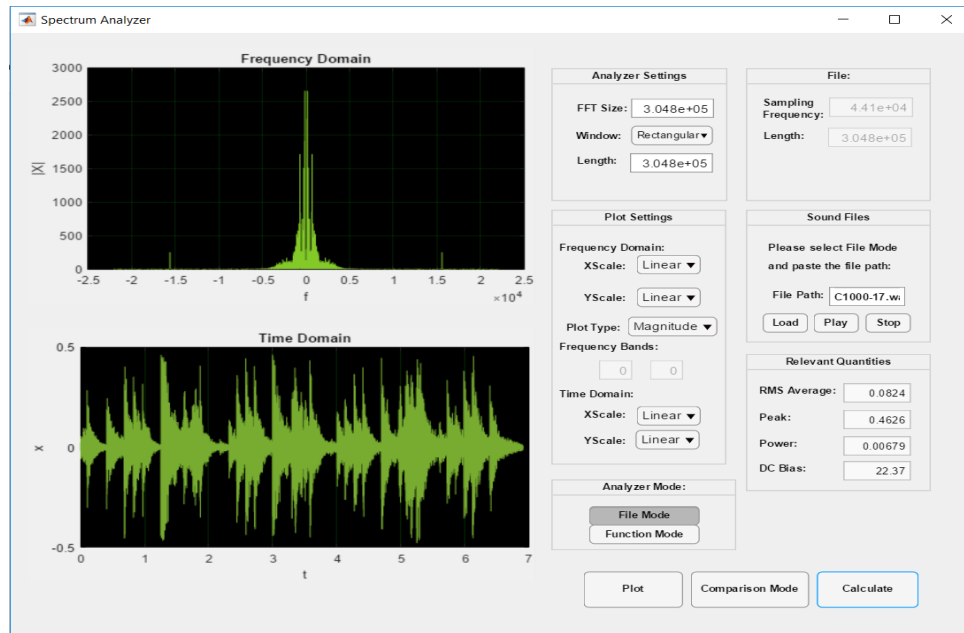 Spectrum Analyzer
Frequency Domain
3000
2500
2000
1500
1000
500
0
|X|
-2.5 -2 -1.5 -1 -0.5 0 0.5 1 1.5 2 2.5
f
×10⁴
Time Domain
0.5
0
-0.5
x
0 1 2 3 4 5 6 7
t
Analyzer Settings
FFT Size: 3.048e+05
Window: Rectangular
Length: 3.048e+05
File:
Sampling
Frequency: 4.41e+04
Length: 3.048e+05
Plot Settings
Frequency Domain:
XScale: Linear
YScale: Linear
Plot Type: Magnitude
Frequency Bands:
0 0
Time Domain:
XScale: Linear
YScale: Linear
Sound Files
Please select File Mode
and paste the file path:
File Path: C1000-17.wa
Load Play Stop
Relevant Quantities
RMS Average: 0.0824
Peak: 0.4626
Power: 0.00679
DC Bias: 22.37
Analyzer Mode:
File Mode
Function Mode
Plot Comparison Mode Calculate